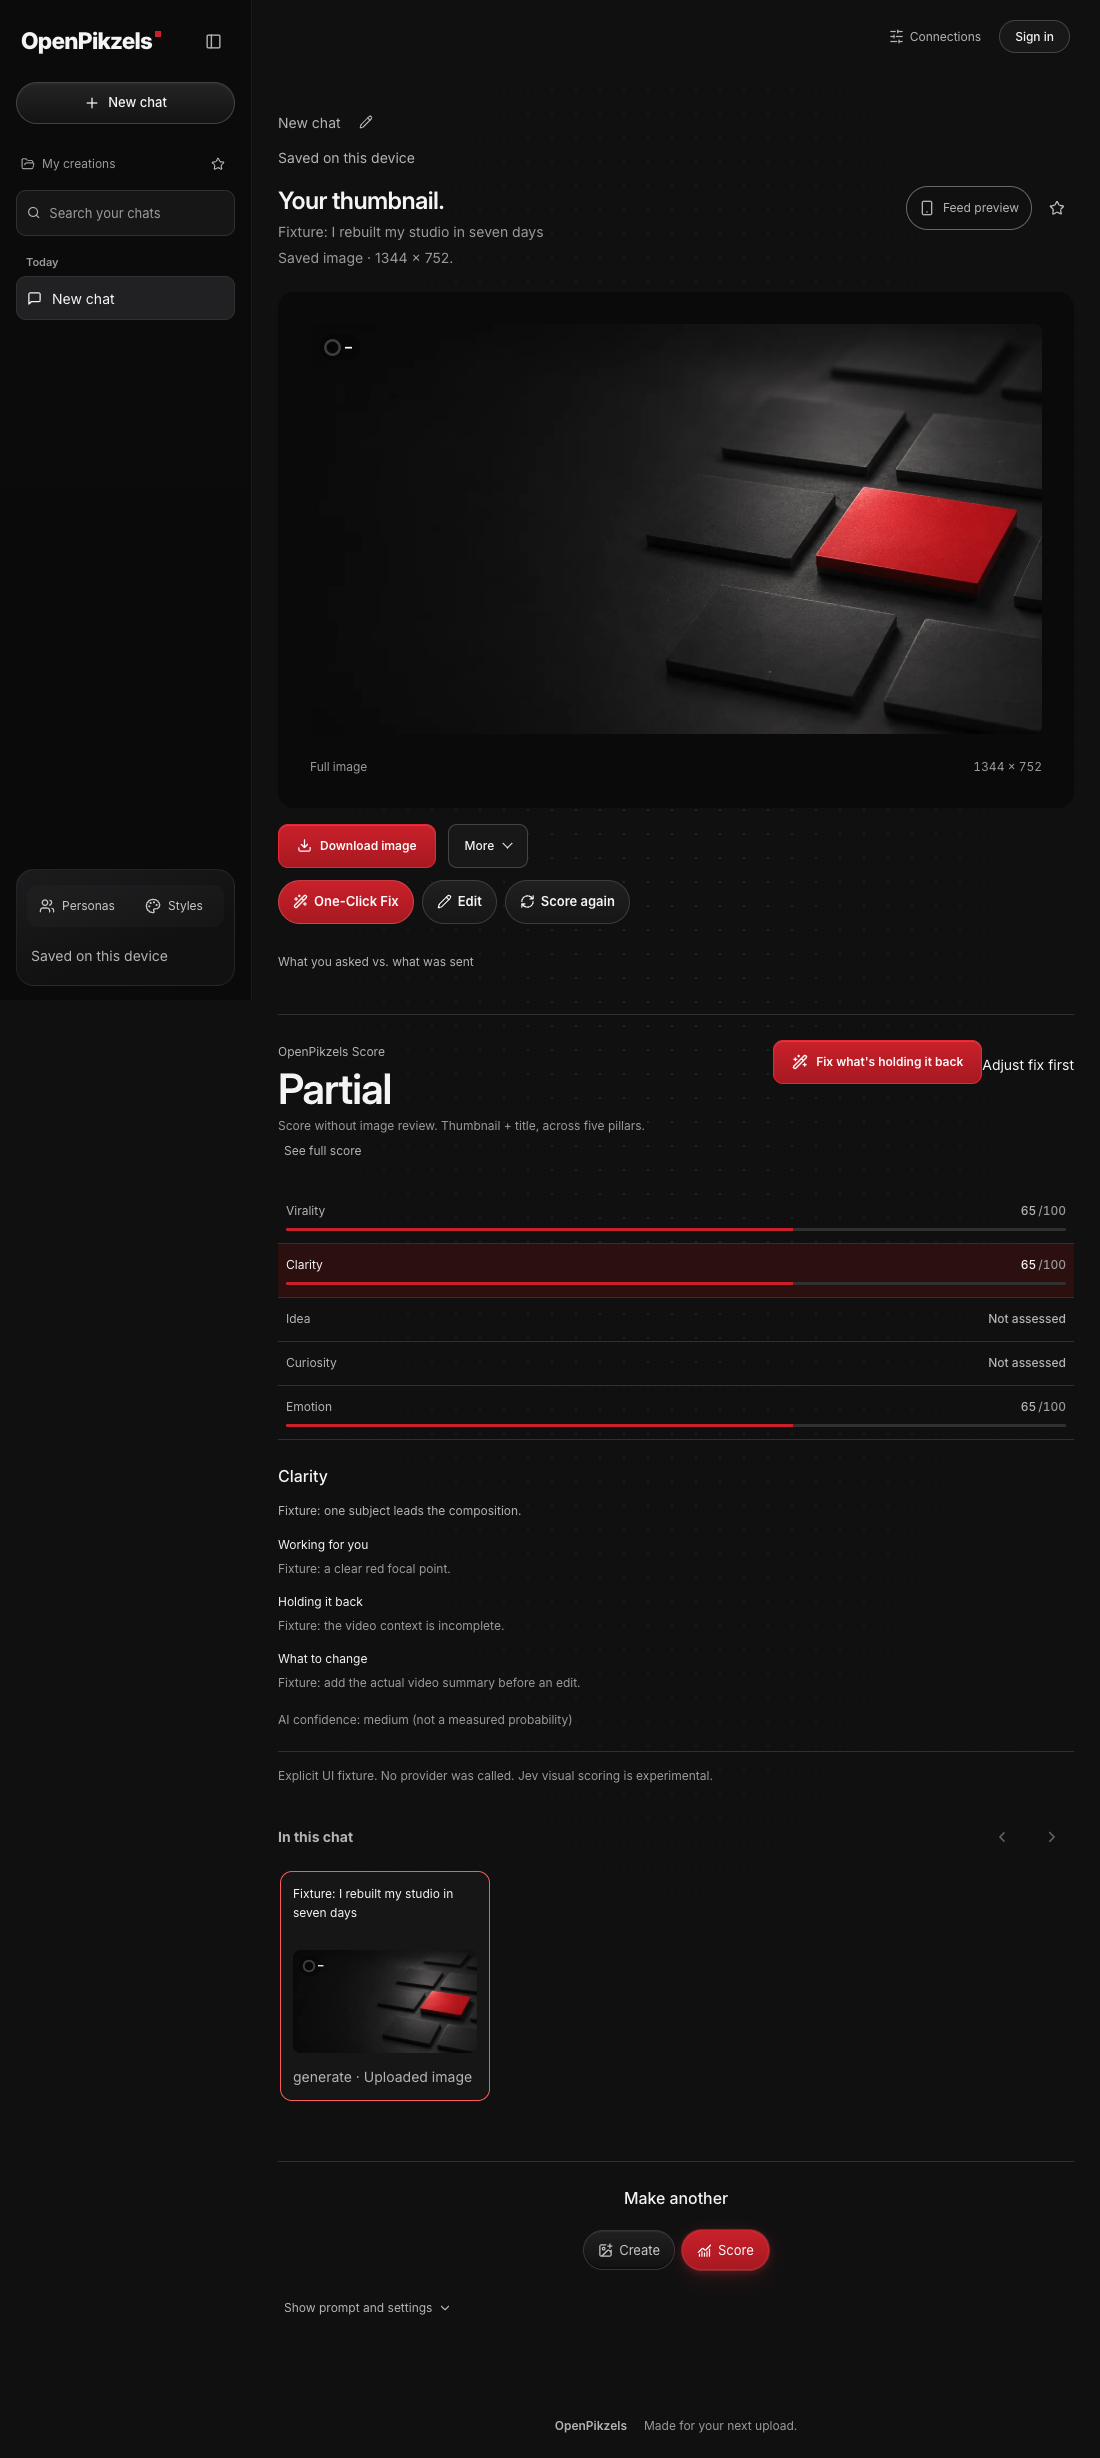 OpenPikzels
Connections
Sign in
New chat
My creations
Search your chats
Today
New chat
Personas
Styles
Saved on this device
New chat
Saved on this device
Your thumbnail.
Feed preview
Fixture: I rebuilt my studio in seven days
Saved image · 1344 × 752.
–
Full image
1344 × 752
Download image
More
One-Click Fix
Edit
Score again
What you asked vs. what was sent
OpenPikzels Score
Partial
Fix what's holding it back
Adjust fix first
Score without image review. Thumbnail + title, across five pillars.
See full score
Virality
65/100
Clarity
65/100
Idea
Not assessed
Curiosity
Not assessed
Emotion
65/100
Clarity
Fixture: one subject leads the composition.
Working for you
Fixture: a clear red focal point.
Holding it back
Fixture: the video context is incomplete.
What to change
Fixture: add the actual video summary before an edit.
AI confidence: medium (not a measured probability)
Explicit UI fixture. No provider was called. Jev visual scoring is experimental.
In this chat
Fixture: I rebuilt my studio in
seven days
–
generate · Uploaded image
Make another
Create
Score
Show prompt and settings
OpenPikzels
Made for your next upload.